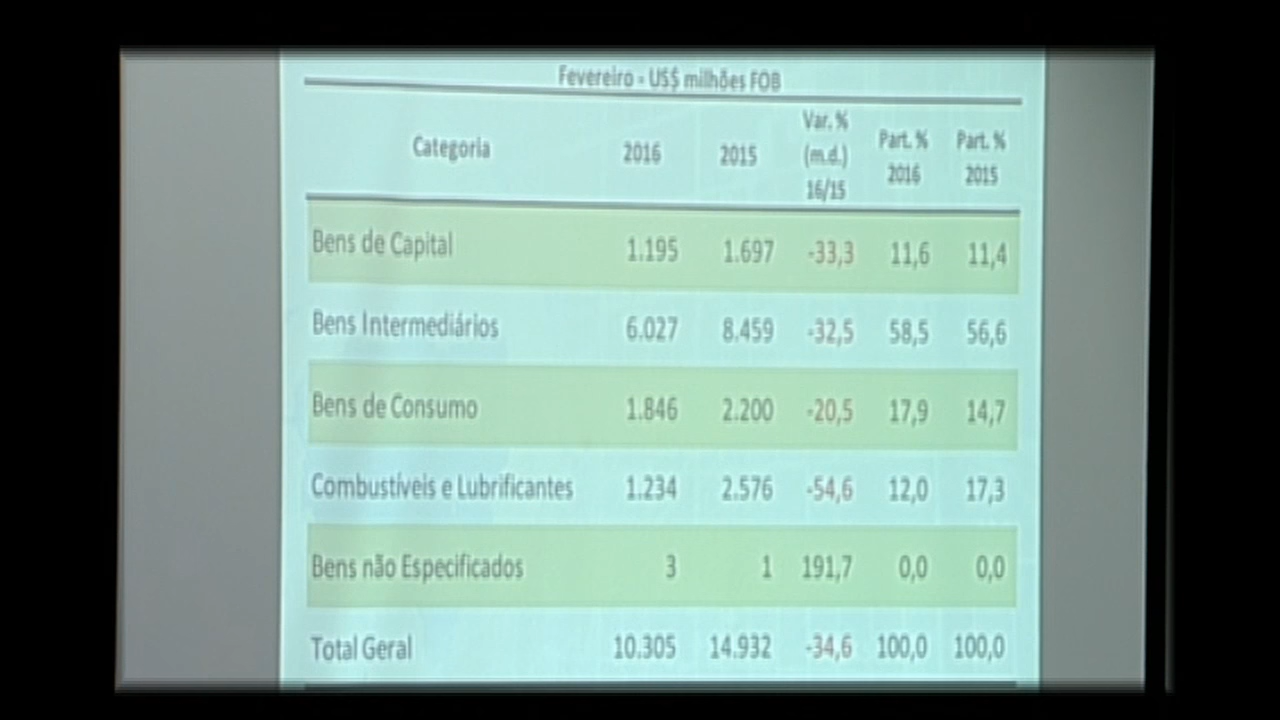 Fevereiro - US$ milhões FOB
Categoria 2016 2015 Var. % (m.d.) 16/15 Part. % 2016 Part. % 2015
Bens de Capital 1.195 1.697 -33,3 11,6 11,4
Bens Intermediários 6.027 8.459 -32,5 58,5 56,6
Bens de Consumo 1.846 2.200 -20,5 17,9 14,7
Combustíveis e Lubrificantes 1.234 2.576 -54,6 12,0 17,3
Bens não Especificados 3 1 191,7 0,0 0,0
Total Geral 10.305 14.932 -34,6 100,0 100,0